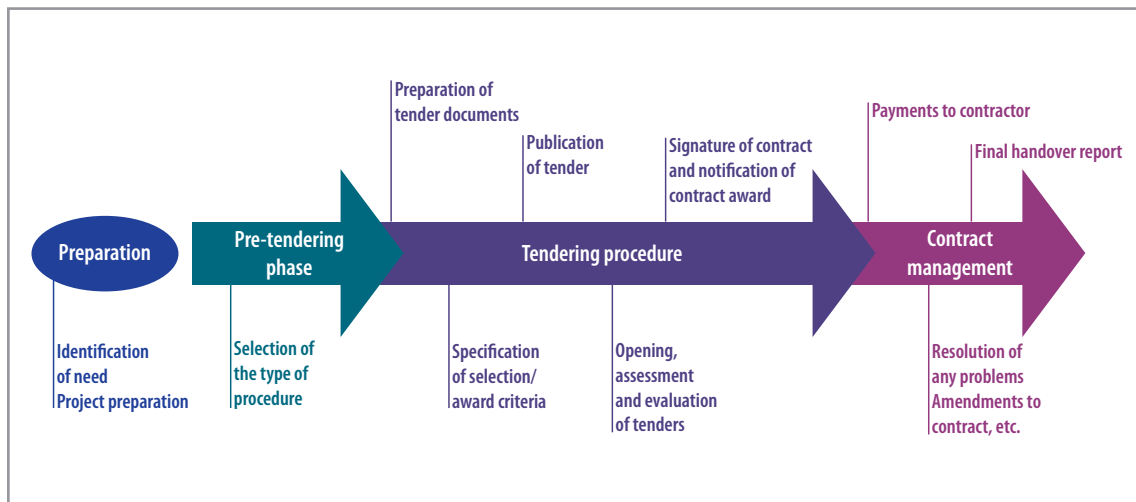 Preparation of
tender documents
Publication
of tender
Signature of contract
and notification of
contract award
Payments to contractor
Final handover report
Preparation
Pre-tendering
phase
Tendering procedure
Contract
management
Identification
of need
Project preparation
Selection of
the type of
procedure
Specification
of selection/
award criteria
Opening,
assessment
and evaluation
of tenders
Resolution of
any problems
Amendments to
contract, etc.